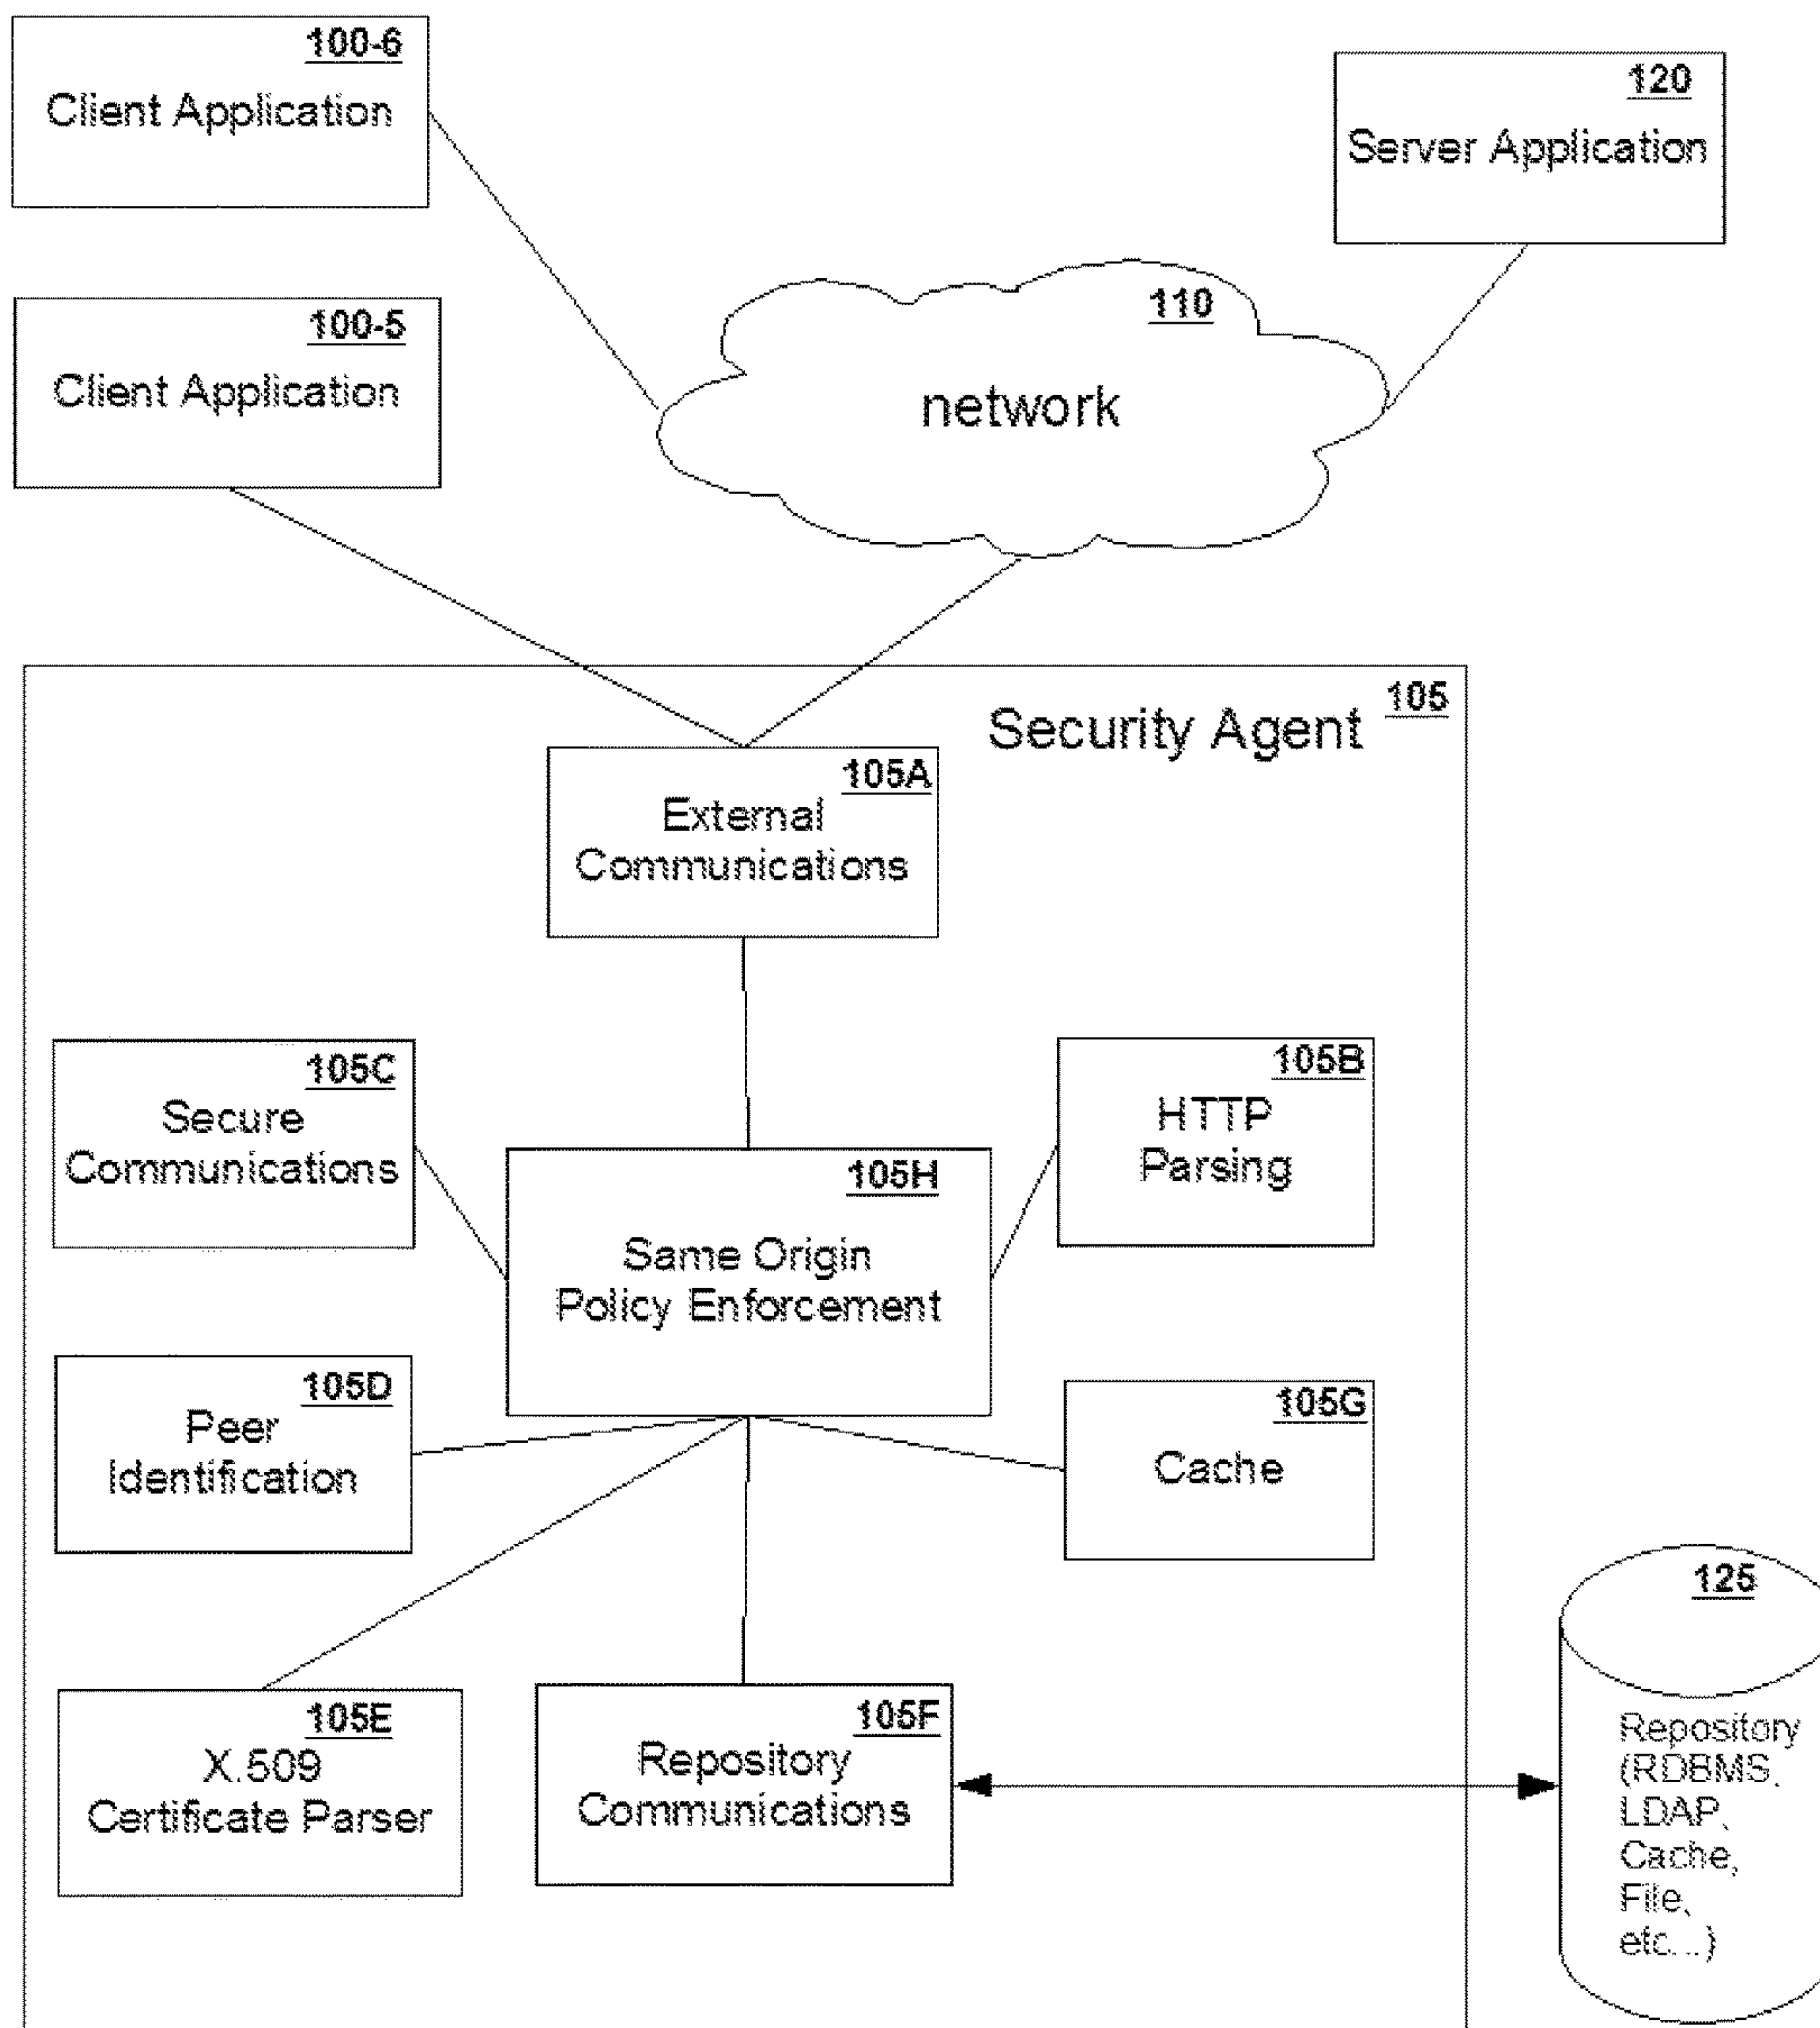 100-6
Client Application
120
Server Application
100-5
Client Application
110
network
105
Security Agent
105A
External
Communications
105C
Secure
Communications
105B
HTTP
Parsing
105H
Same Origin
Policy Enforcement
105D
Peer
Identification
105G
Cache
125
Repository
(RDBMS,
LDAP,
Cache,
File,
etc...)
105E
X.509
Certificate Parser
105F
Repository
Communications